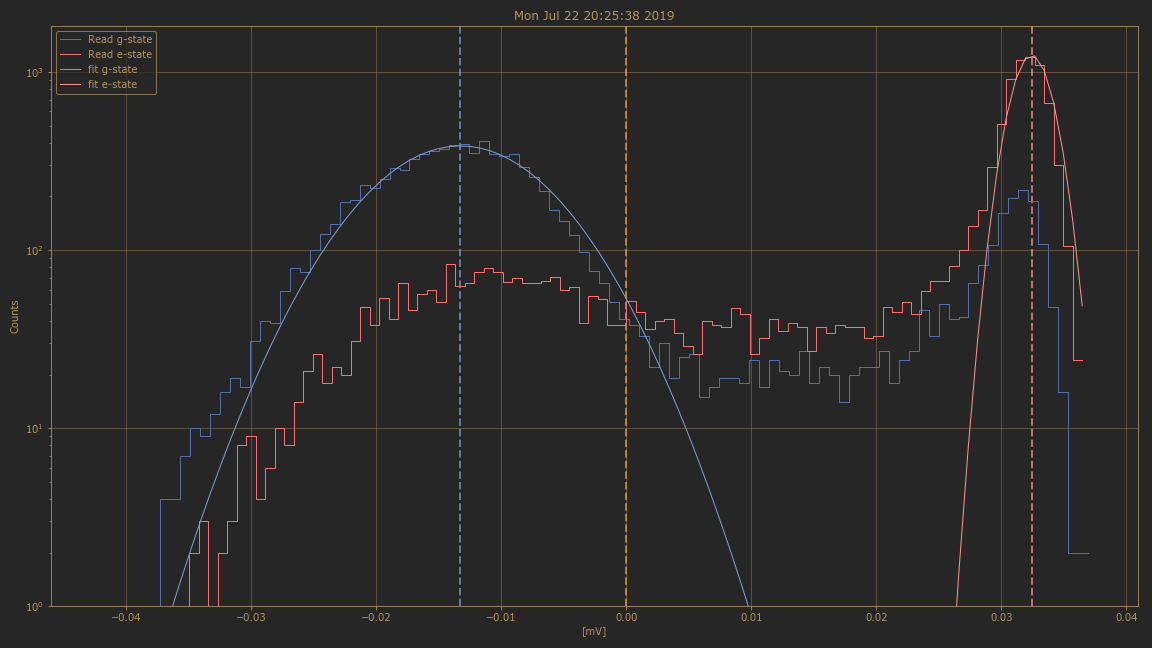 Mon Jul 22 20:25:38 2019
Read g-state
Read e-state
fit g-state
fit e-state
Counts
10³
10²
10¹
10⁰
−0.04 −0.03 −0.02 −0.01 0.00 0.01 0.02 0.03 0.04
[mV]